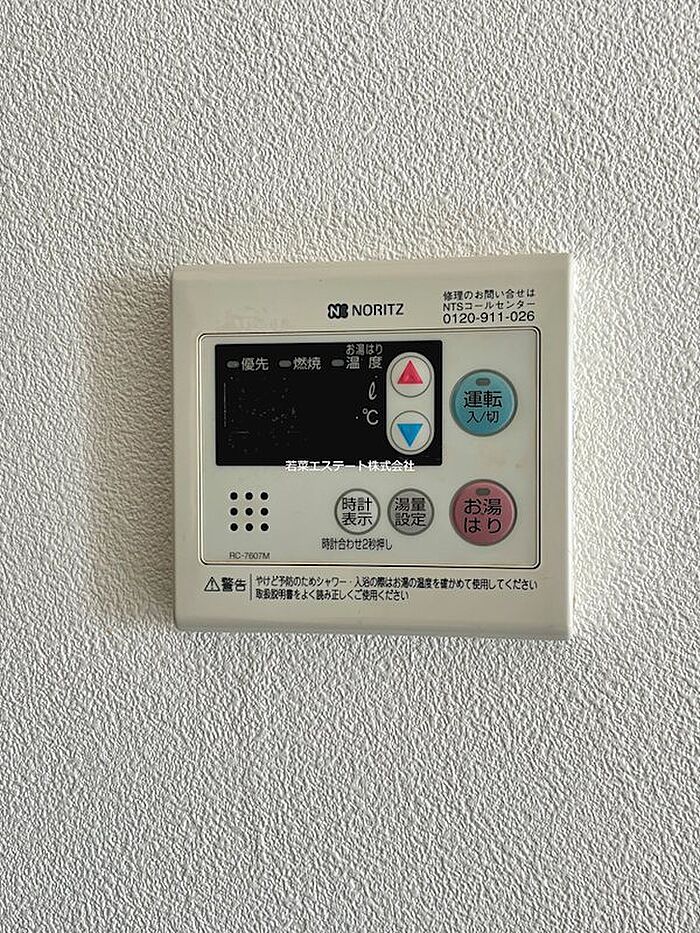 NORITZ
修理のお問い合せは
NTSコールセンター
0120-911-026
お湯はり
優先 燃焼 温度
ℓ
℃
運転
入/切
若菜エステート株式会社
時計
表示
湯量
設定
お湯
はり
時計合わせ2秒押し
RC-7607M
⚠警告 やけど予防のためシャワー・入浴の際はお湯の温度を確かめて使用してください
取扱説明書をよく読み正しくご使用ください